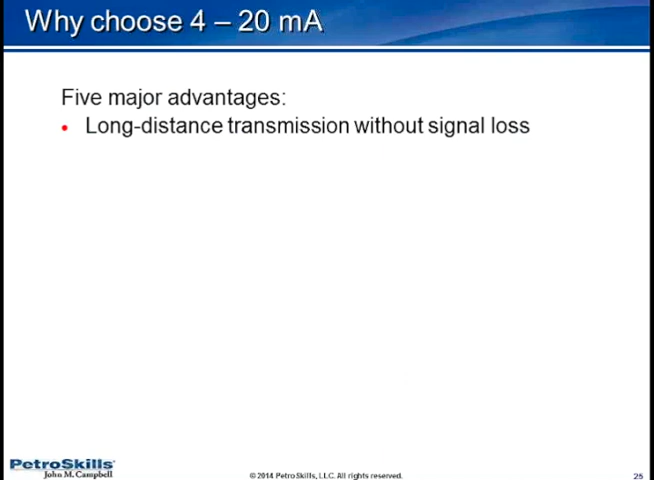 Why choose 4 – 20 mA
Five major advantages:
• Long-distance transmission without signal loss
PetroSkills
John M. Campbell
© 2014 PetroSkills, LLC. All rights reserved.
25